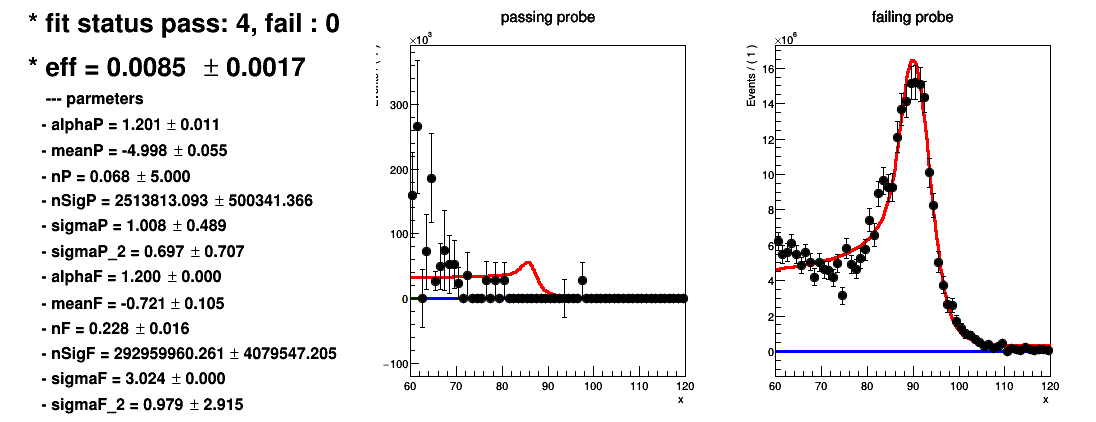 * fit status pass: 4, fail : 0
* eff = 0.0085 ± 0.0017
--- parmeters
- alphaP = 1.201 ± 0.011
- meanP = -4.998 ± 0.055
- nP = 0.068 ± 5.000
- nSigP = 2513813.093 ± 500341.366
- sigmaP = 1.008 ± 0.489
- sigmaP_2 = 0.697 ± 0.707
- alphaF = 1.200 ± 0.000
- meanF = -0.721 ± 0.105
- nF = 0.228 ± 0.016
- nSigF = 292959960.261 ± 4079547.205
- sigmaF = 3.024 ± 0.000
- sigmaF_2 = 0.979 ± 2.915
passing probe
×10³
300
200
100
0
−100
60 70 80 90 100 110 120
x
failing probe
×10⁶
Events / ( 1 )
16
14
12
10
8
6
4
2
0
60 70 80 90 100 110 120
x